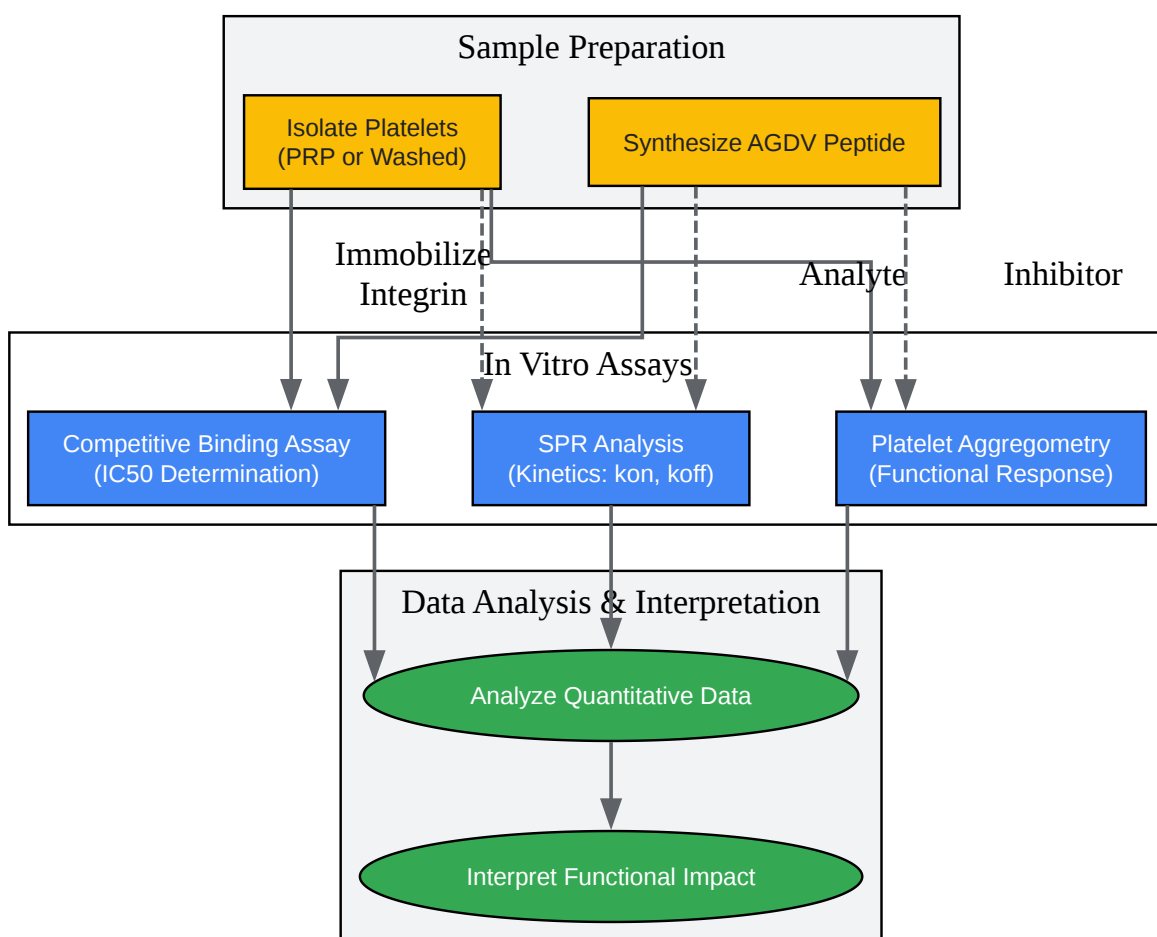 Sample Preparation
Isolate Platelets
(PRP or Washed)
Synthesize AGDV Peptide
Immobilize
Integrin
Analyte
Inhibitor
In Vitro Assays
Competitive Binding Assay
(IC50 Determination)
SPR Analysis
(Kinetics: kon, koff)
Platelet Aggregometry
(Functional Response)
Data Analysis & Interpretation
Analyze Quantitative Data
Interpret Functional Impact